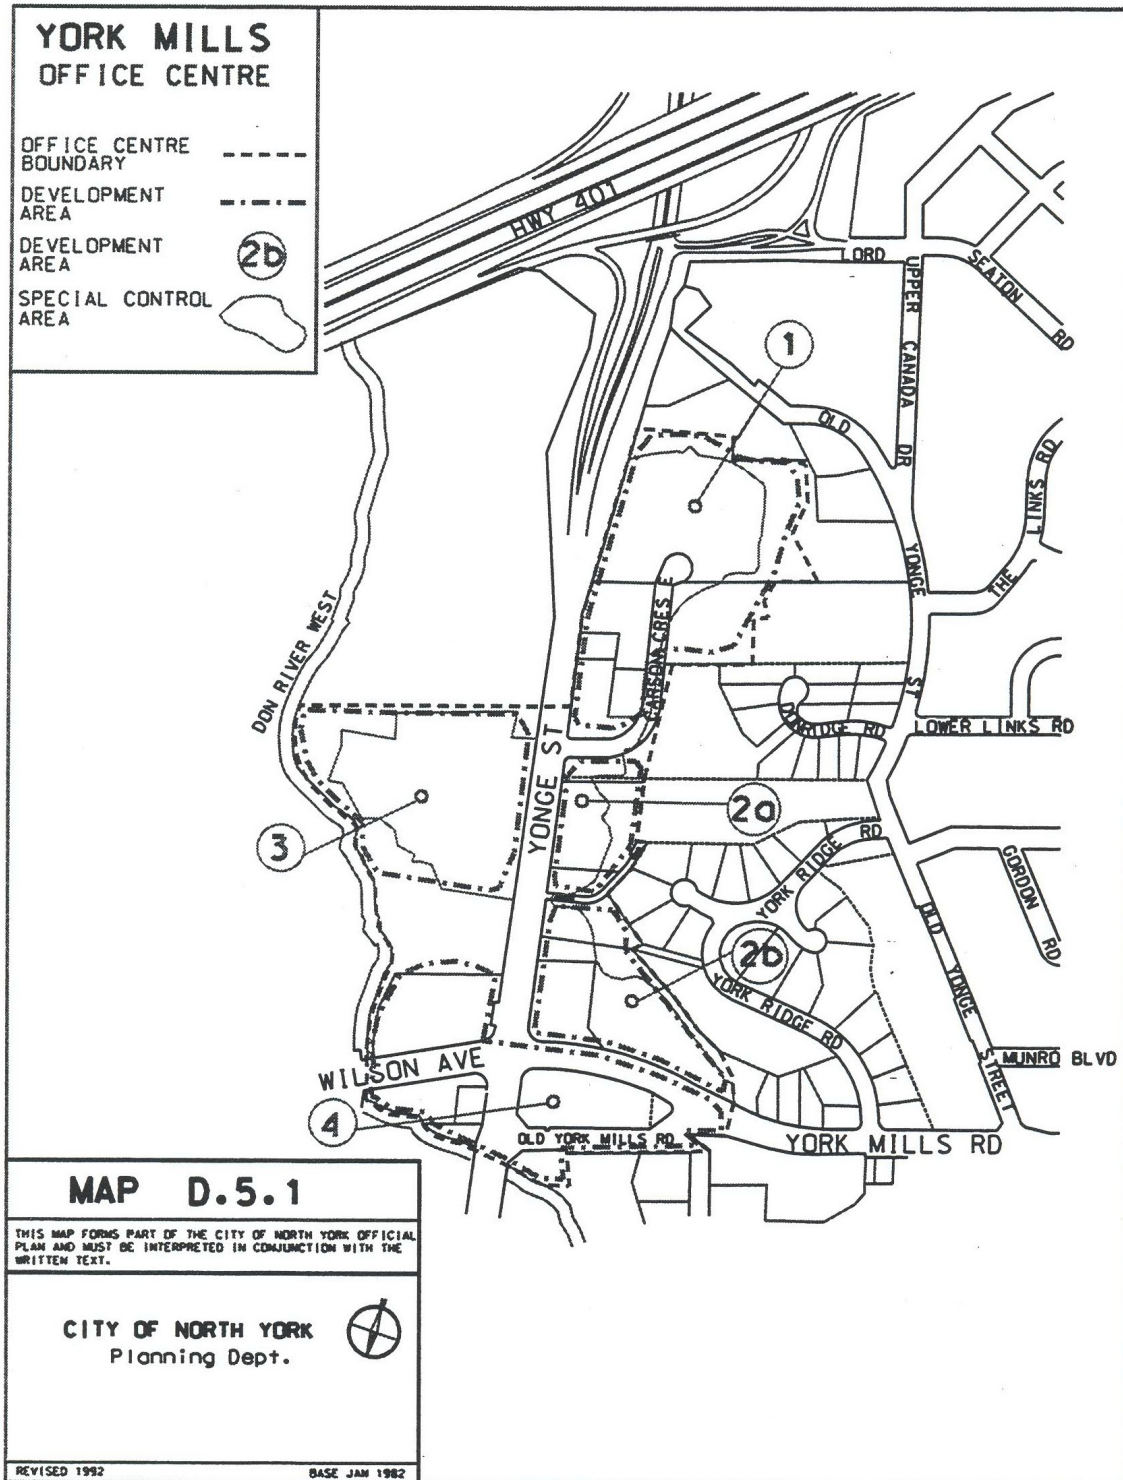 YORK MILLS
OFFICE CENTRE
OFFICE CENTRE
BOUNDARY
DEVELOPMENT
AREA
DEVELOPMENT
AREA
2b
SPECIAL CONTROL
AREA
HWY 401
LORD
SEATON
RD
UPPER CANADA DR
1
OLD
YONGE
ST
LINKS RD
THE
DON RIVER WEST
CARSON CRES E
DUNRIDGE RD
LOWER LINKS RD
YONGE ST
2a
3
YORK RIDGE
RD
GORDON
RD
2b
YORK RIDGE RD
OLD
YONGE
STREET
MUNRO BLVD
WILSON AVE
4
OLD YORK MILLS RD
YORK MILLS RD
MAP D.5.1
THIS MAP FORMS PART OF THE CITY OF NORTH YORK OFFICIAL
PLAN AND MUST BE INTERPRETED IN CONJUNCTION WITH THE
WRITTEN TEXT.
CITY OF NORTH YORK
Planning Dept.
REVISED 1992
BASE JAN 1982